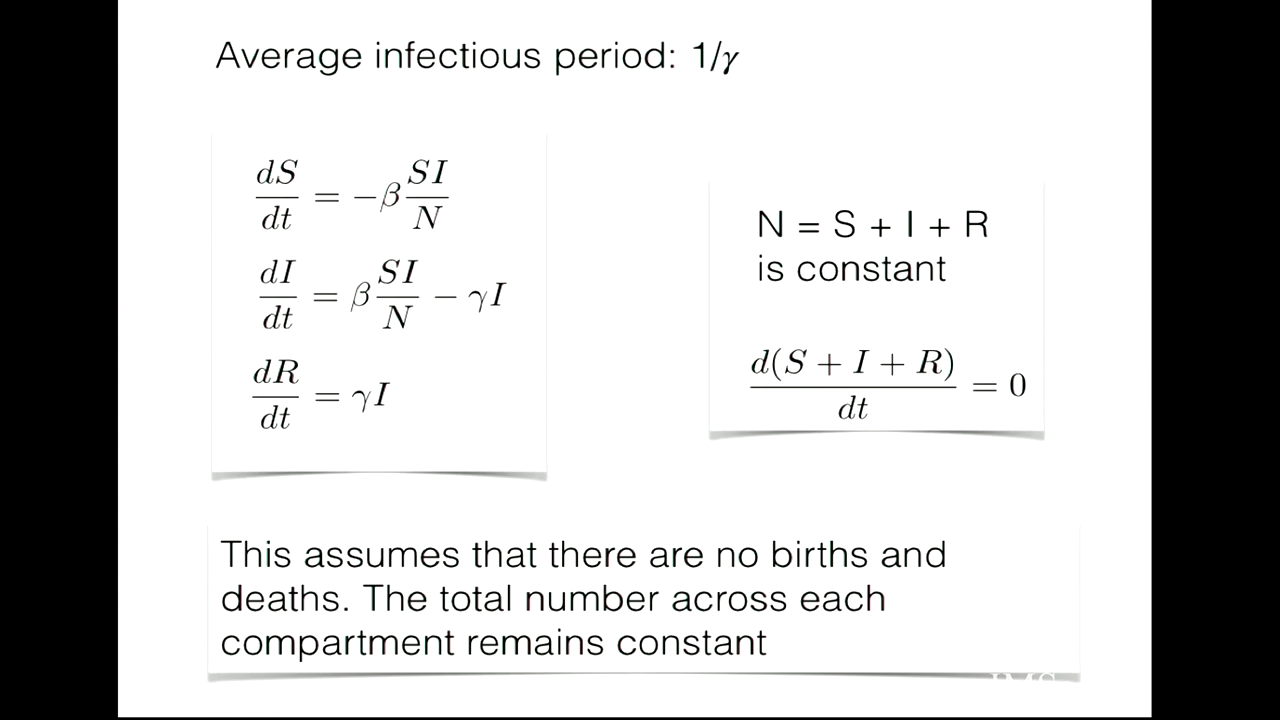 Average infectious period: 1/γ
dS/dt = −β SI/N
dI/dt = β SI/N − γI
dR/dt = γI
N = S + I + R
is constant
d(S + I + R)/dt = 0
This assumes that there are no births and
deaths. The total number across each
compartment remains constant